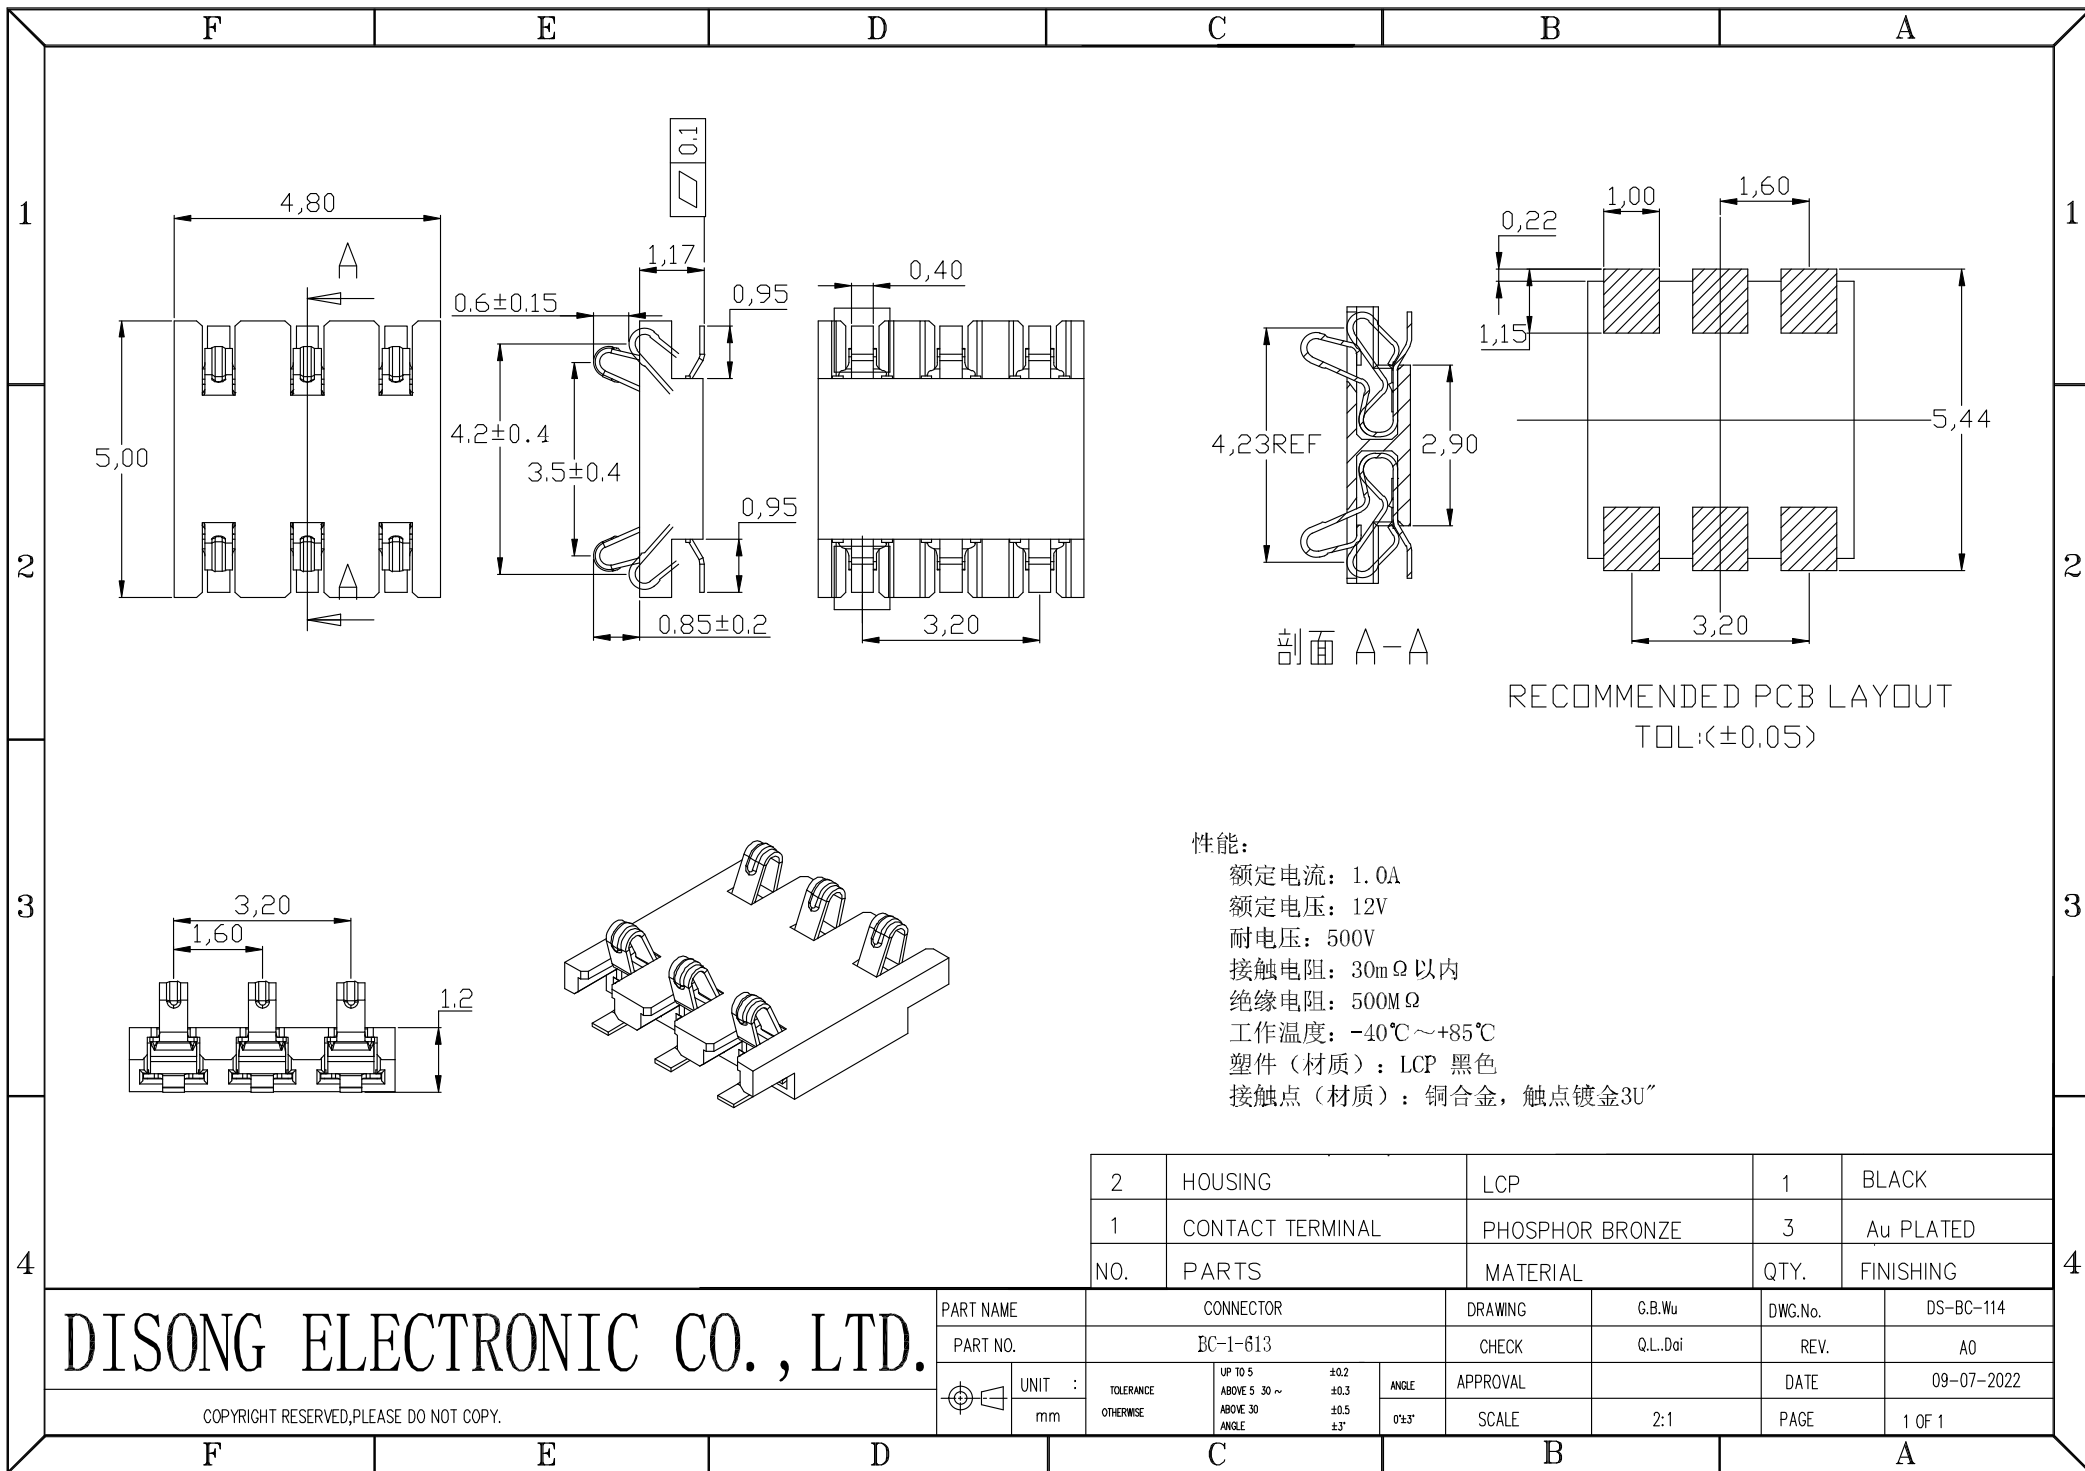 F E D C B A
1 1
2 2
3 3
4 4
F E D C B A
4,80
A
5,00
A
0.1
1,17
0.6±0.15
0,95
4.2±0.4
3.5±0.4
0,95
0.85±0.2
0,40
3,20
4,23REF
2,90
剖面 A-A
1,00
1,60
0,22
1,15
5,44
3,20
RECOMMENDED PCB LAYOUT
TOL:(±0.05)
3,20
1,60
1.2
性能：
额定电流：1.0A
额定电压：12V
耐电压：500V
接触电阻：30mΩ以内
绝缘电阻：500MΩ
工作温度：-40℃～+85℃
塑件（材质）：LCP 黑色
接触点（材质）：铜合金，触点镀金3U"
2 HOUSING LCP 1 BLACK
1 CONTACT TERMINAL PHOSPHOR BRONZE 3 Au PLATED
NO. PARTS MATERIAL QTY. FINISHING
DISONG ELECTRONIC CO.,LTD.
COPYRIGHT RESERVED,PLEASE DO NOT COPY.
PART NAME CONNECTOR DRAWING G.B.Wu DWG.No. DS-BC-114
PART NO. BC-1-613 CHECK Q.L..Dai REV. A0
UNIT : mm
TOLERANCE OTHERWISE
UP TO 5 ±0.2
ABOVE 5 30 ~ ±0.3
ABOVE 30 ±0.5
ANGLE ±3°
ANGLE
0°±3°
APPROVAL DATE 09-07-2022
SCALE 2:1 PAGE 1 OF 1